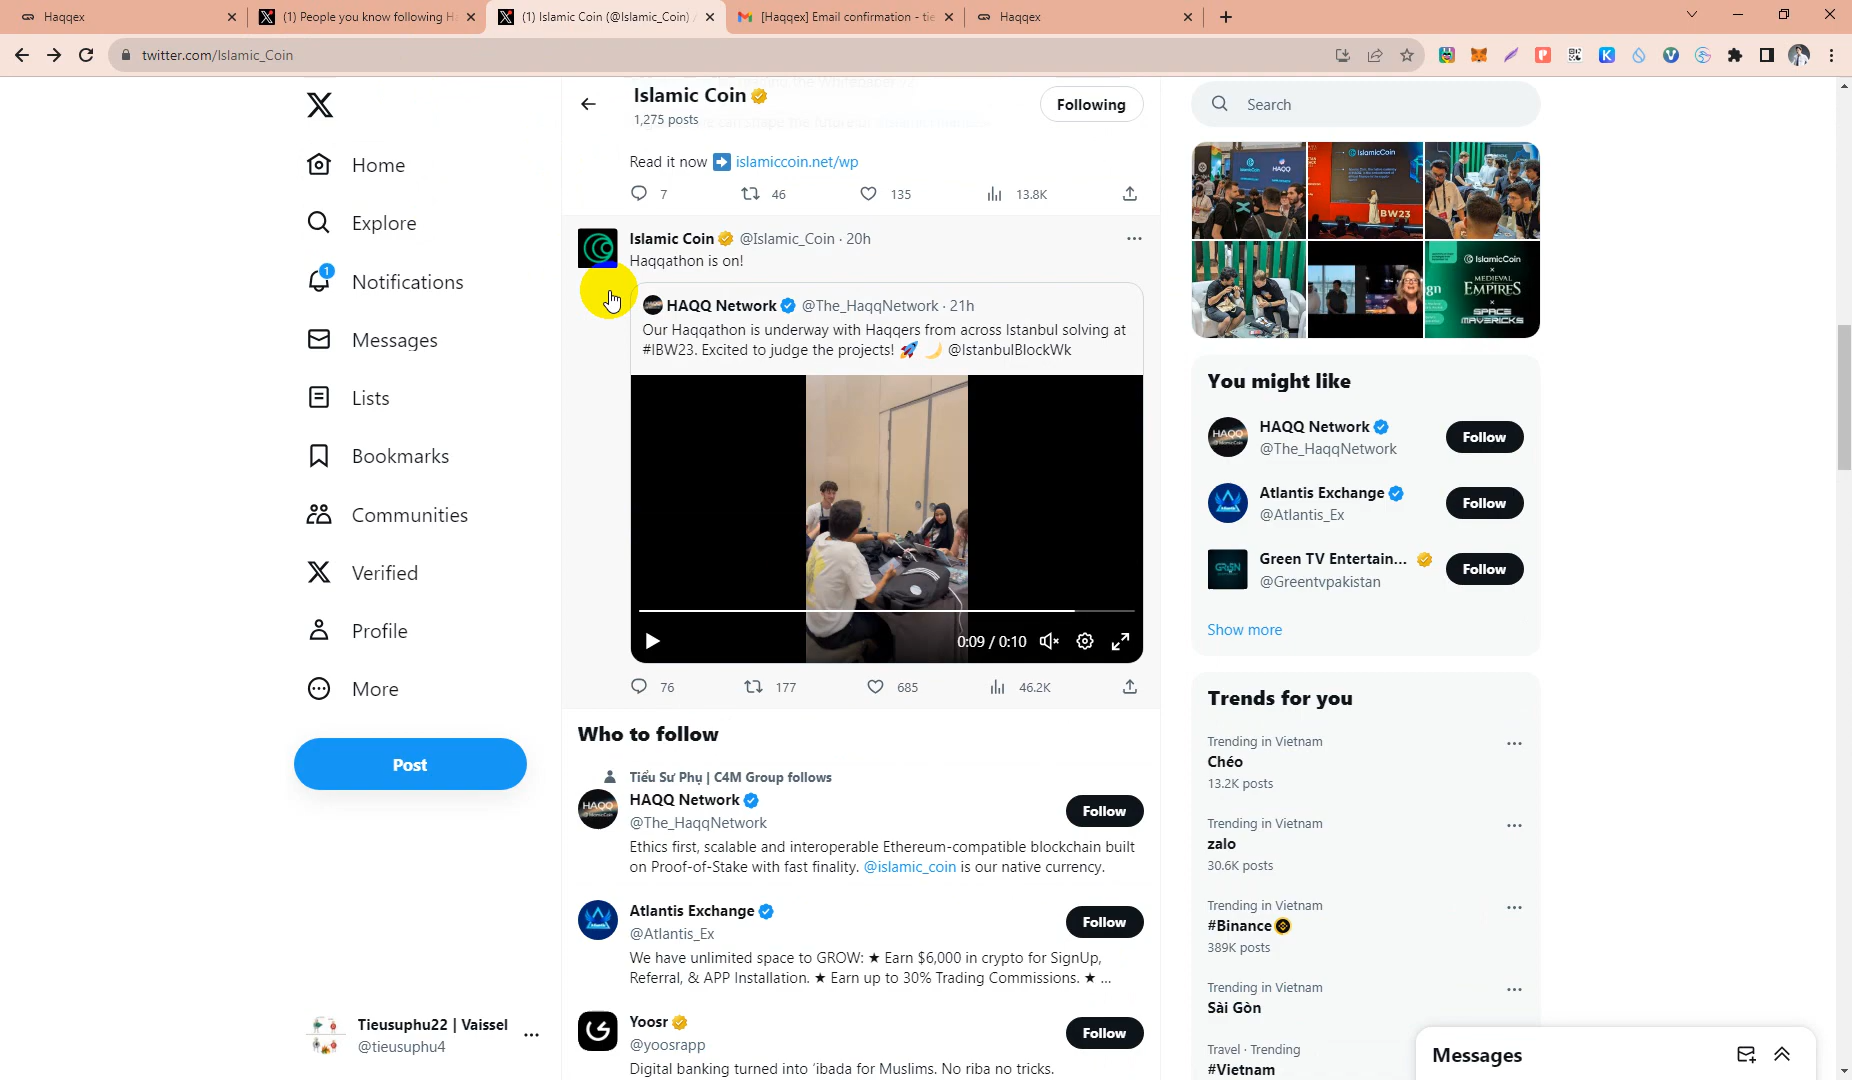 Haqqex
(1) People you know following H
(1) Islamic Coin (@Islamic_Coin) /
[Haqqex] Email confirmation - tie
Haqqex
twitter.com/Islamic_Coin
Home
Explore
1
Notifications
Messages
Lists
Bookmarks
Communities
Verified
Profile
More
Post
Tieusuphu22 | Vaissel
@tieusuphu4
Islamic Coin
1,275 posts
Following
Read it now ➡ islamiccoin.net/wp
7 46 135 13.8K
Islamic Coin @Islamic_Coin · 20h
Haqqathon is on!
HAQQ Network @The_HaqqNetwork · 21h
Our Haqqathon is underway with Haqqers from across Istanbul solving at
#IBW23. Excited to judge the projects! 🚀 🌙 @IstanbulBlockWk
0:09 / 0:10
76 177 685 46.2K
Who to follow
Tiểu Sư Phụ | C4M Group follows
HAQQ Network
@The_HaqqNetwork
Follow
Ethics first, scalable and interoperable Ethereum-compatible blockchain built
on Proof-of-Stake with fast finality. @islamic_coin is our native currency.
Atlantis Exchange
@Atlantis_Ex
Follow
We have unlimited space to GROW: ★ Earn $6,000 in crypto for SignUp,
Referral, & APP Installation. ★ Earn up to 30% Trading Commissions. ★ ...
Yoosr
@yoosrapp
Follow
Digital banking turned into 'ibada for Muslims. No riba no tricks.
Search
IslamicCoin HAQQ
IslamicCoin
BW23
IslamicCoin
x
MEDIEVAL
EMPIRES
x
SPACE
MAVERICKS
You might like
HAQQ Network
@The_HaqqNetwork
Follow
Atlantis Exchange
@Atlantis_Ex
Follow
Green TV Entertain...
@Greentvpakistan
Follow
Show more
Trends for you
Trending in Vietnam
Chéo
13.2K posts
Trending in Vietnam
zalo
30.6K posts
Trending in Vietnam
#Binance
389K posts
Trending in Vietnam
Sài Gòn
Travel · Trending
#Vietnam
Messages